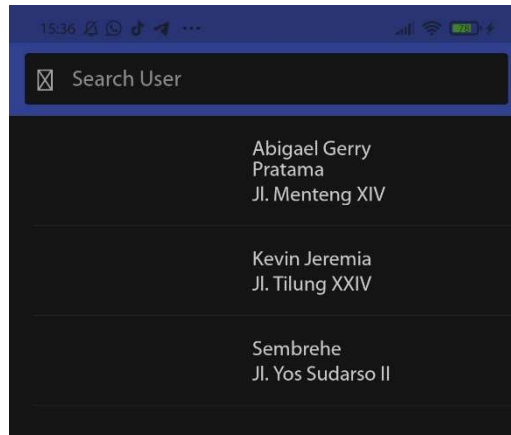 15:36
78
Search User
Abigael Gerry
Pratama
Jl. Menteng XIV
Kevin Jeremia
Jl. Tilung XXIV
Sembrehe
Jl. Yos Sudarso II